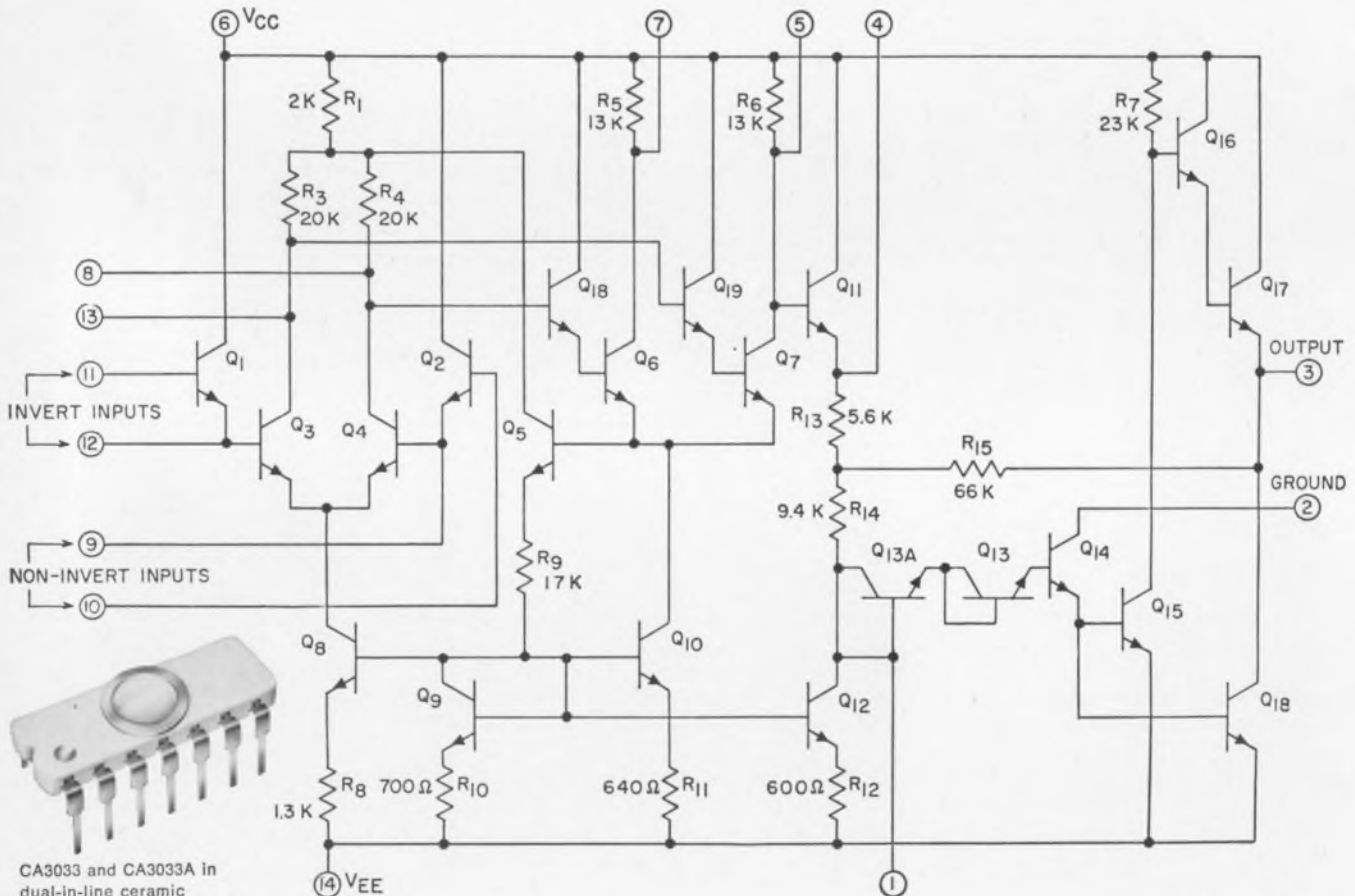 6 VCC
7
5
4
2K R1
R5 13K
R6 13K
R7 23K
Q16
R3 20K
R4 20K
8
13
Q18
Q19
Q11
Q17
11
Q1
Q2
Q6
Q7
OUTPUT
3
INVERT INPUTS
12
Q3
Q4
Q5
R13 5.6 K
R15 66 K
GROUND
2
9.4 K R14
9
NON-INVERT INPUTS
10
R9 17K
Q13A
Q13
Q14
Q15
Q8
Q9
Q10
Q12
Q18
R8 1.3 K
700Ω R10
640Ω R11
600Ω R12
CA3033 and CA3033A in
dual-in-line ceramic
14 VEE
1